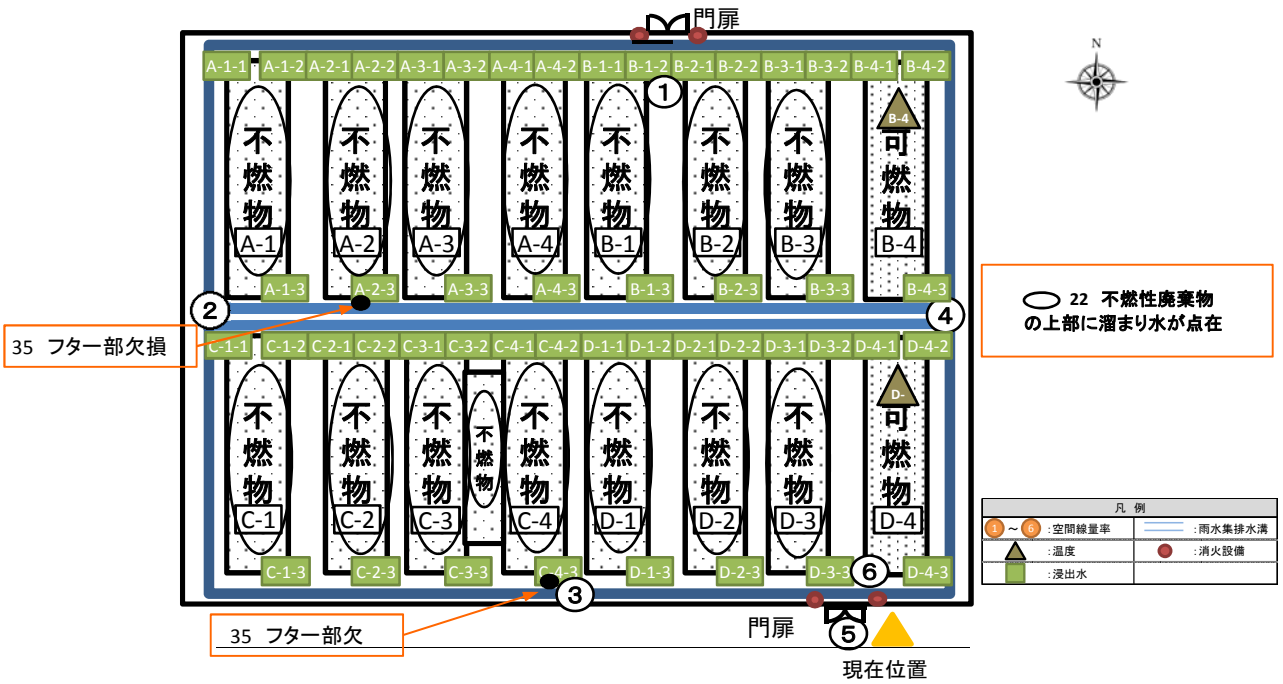 門扉
N
A-1-1 A-1-2 A-2-1 A-2-2 A-3-1 A-3-2 A-4-1 A-4-2 B-1-1 B-1-2 B-2-1 B-2-2 B-3-1 B-3-2 B-4-1 B-4-2
①
B-4
不燃物 不燃物 不燃物 不燃物 不燃物 不燃物 不燃物 可燃物
A-1 A-2 A-3 A-4 B-1 B-2 B-3 B-4
A-1-3 A-2-3 A-3-3 A-4-3 B-1-3 B-2-3 B-3-3 B-4-3
② ④
22 不燃性廃棄物
の上部に溜まり水が点在
35 フタ一部欠損
C-1-1 C-1-2 C-2-1 C-2-2 C-3-1 C-3-2 C-4-1 C-4-2 D-1-1 D-1-2 D-2-1 D-2-2 D-3-1 D-3-2 D-4-1 D-4-2
D-
不燃物 不燃物 不燃物 不燃物 不燃物 不燃物 不燃物 不燃物 可燃物
C-1 C-2 C-3 C-4 D-1 D-2 D-3 D-4
C-1-3 C-2-3 C-3-3 C-4-3 D-1-3 D-2-3 D-3-3 D-4-3
③ ⑥
35 フタ一部欠
門扉 ⑤
現在位置
凡 例
① ~ ⑥ :空間線量率 :雨水集排水溝
:温度 :消火設備
:浸出水